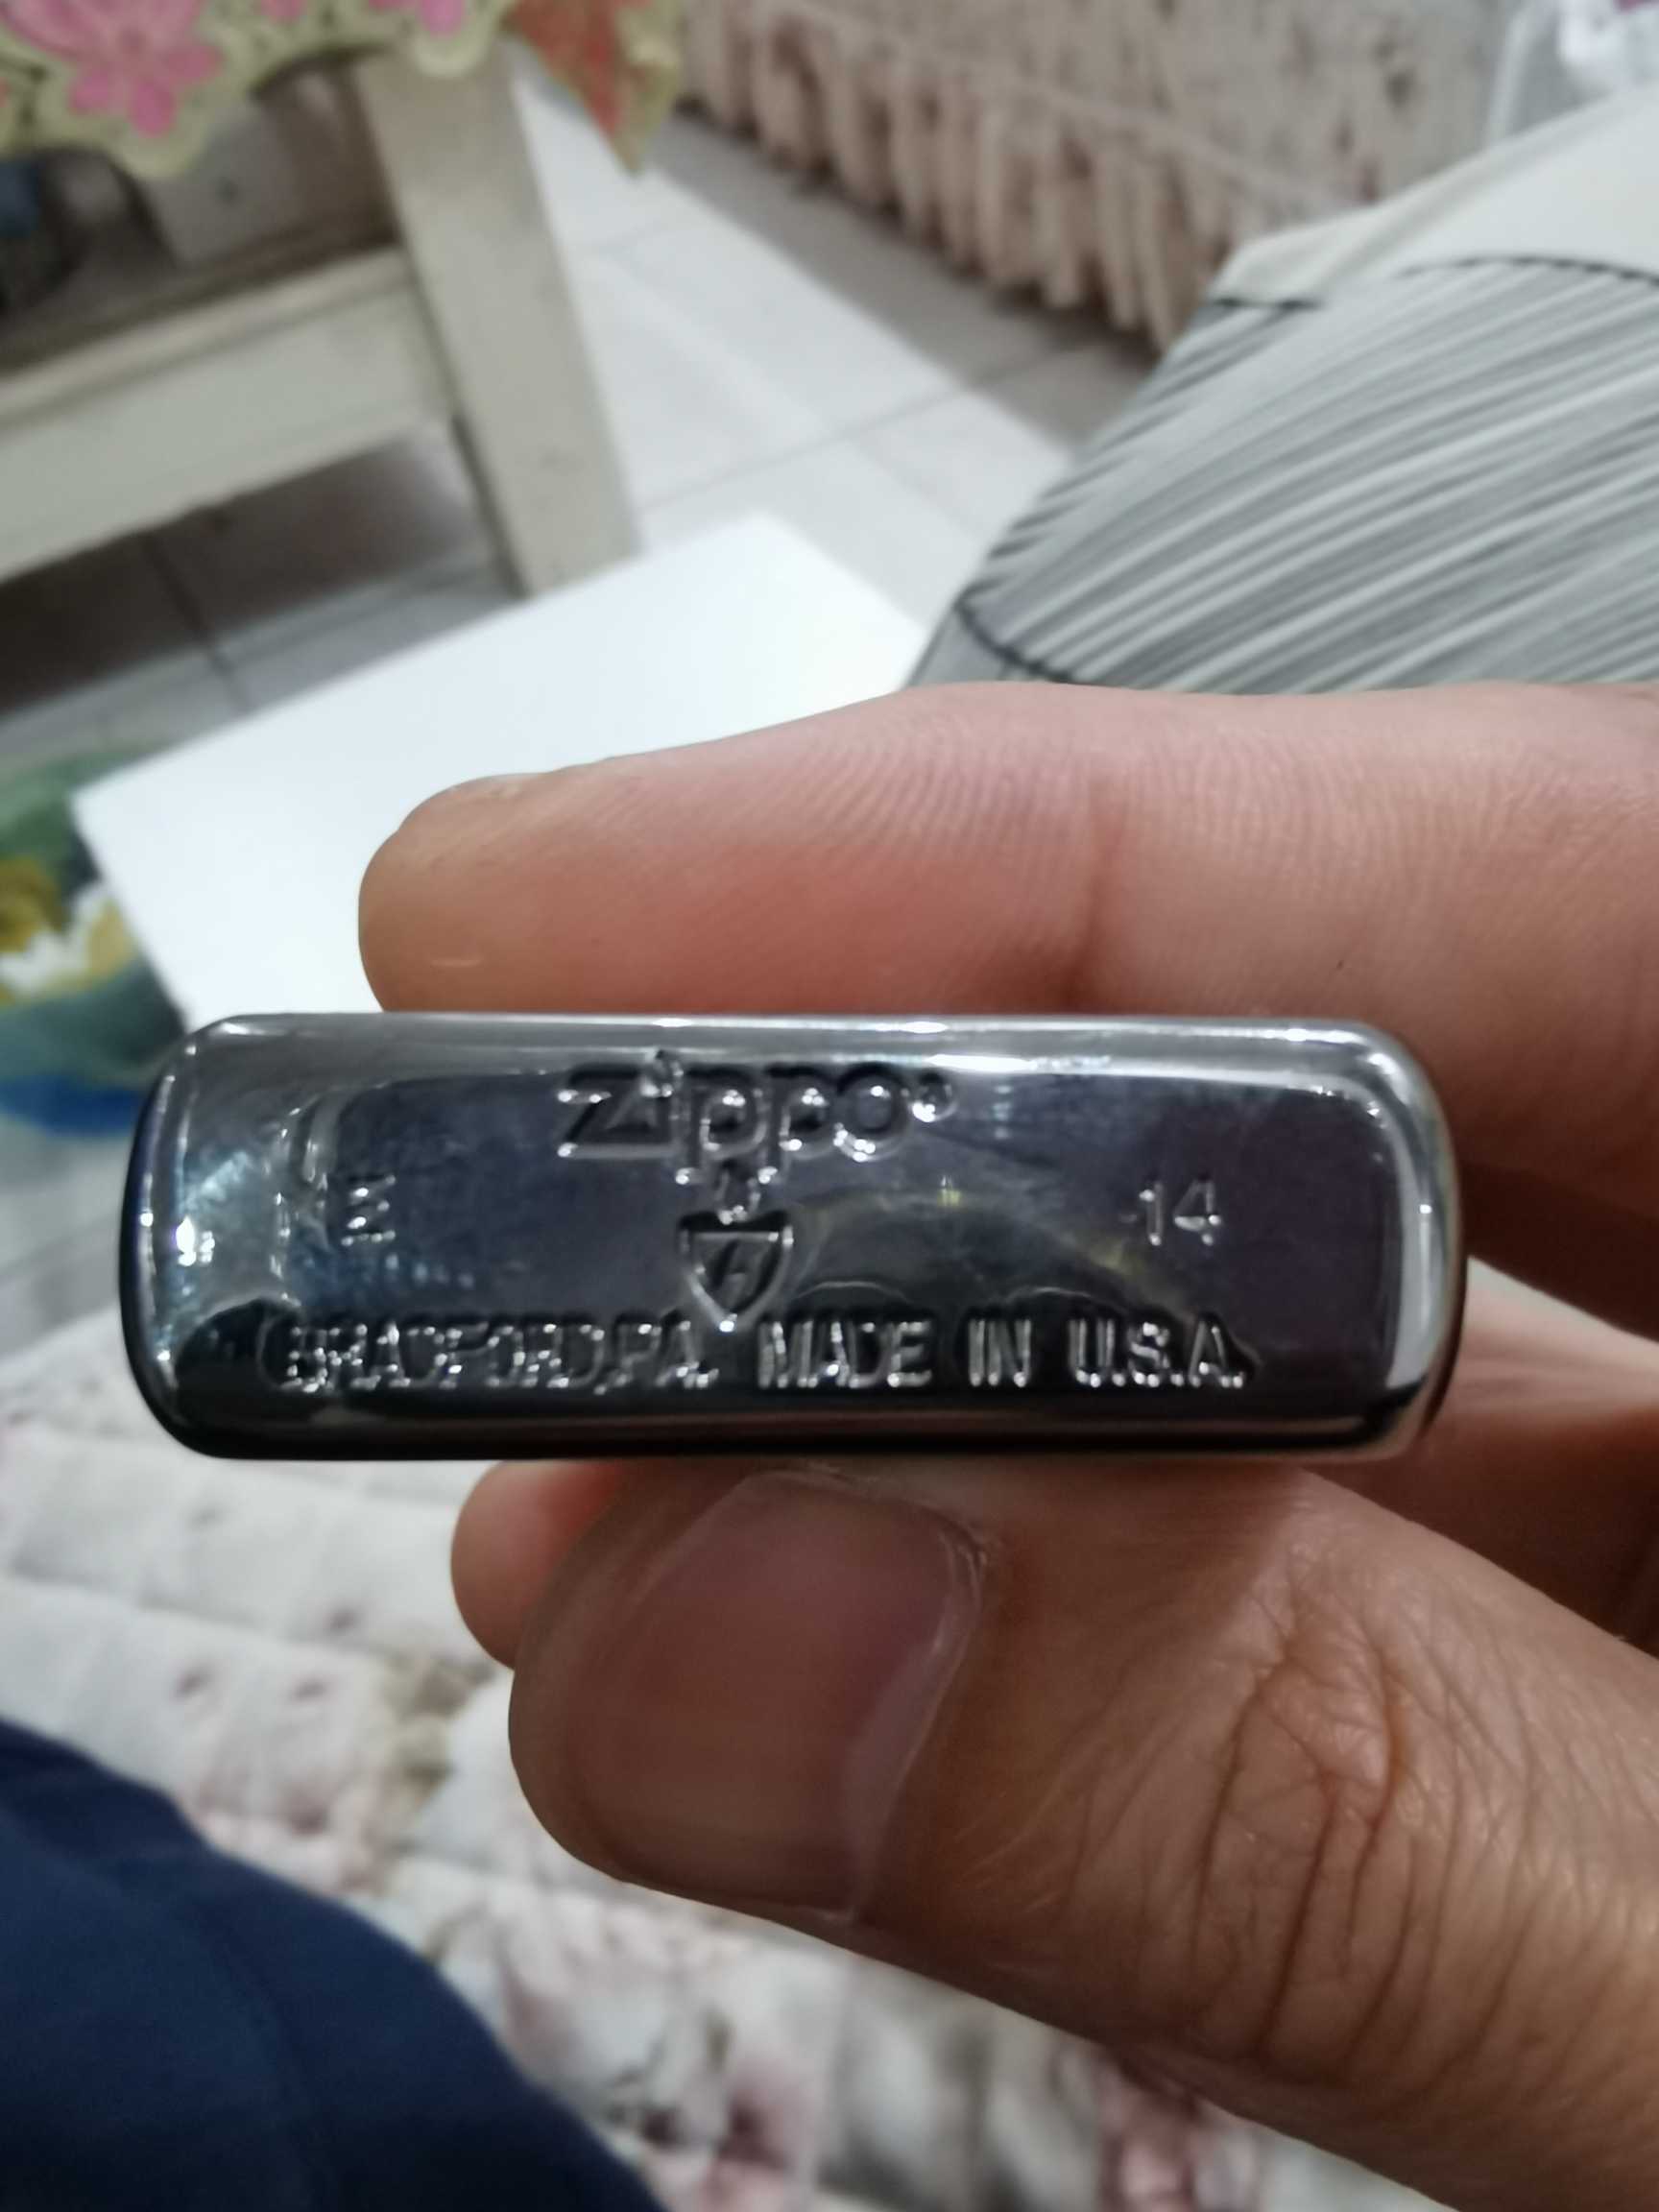 Zippo®
E 14
A
BRADFORD, PA. MADE IN U.S.A.